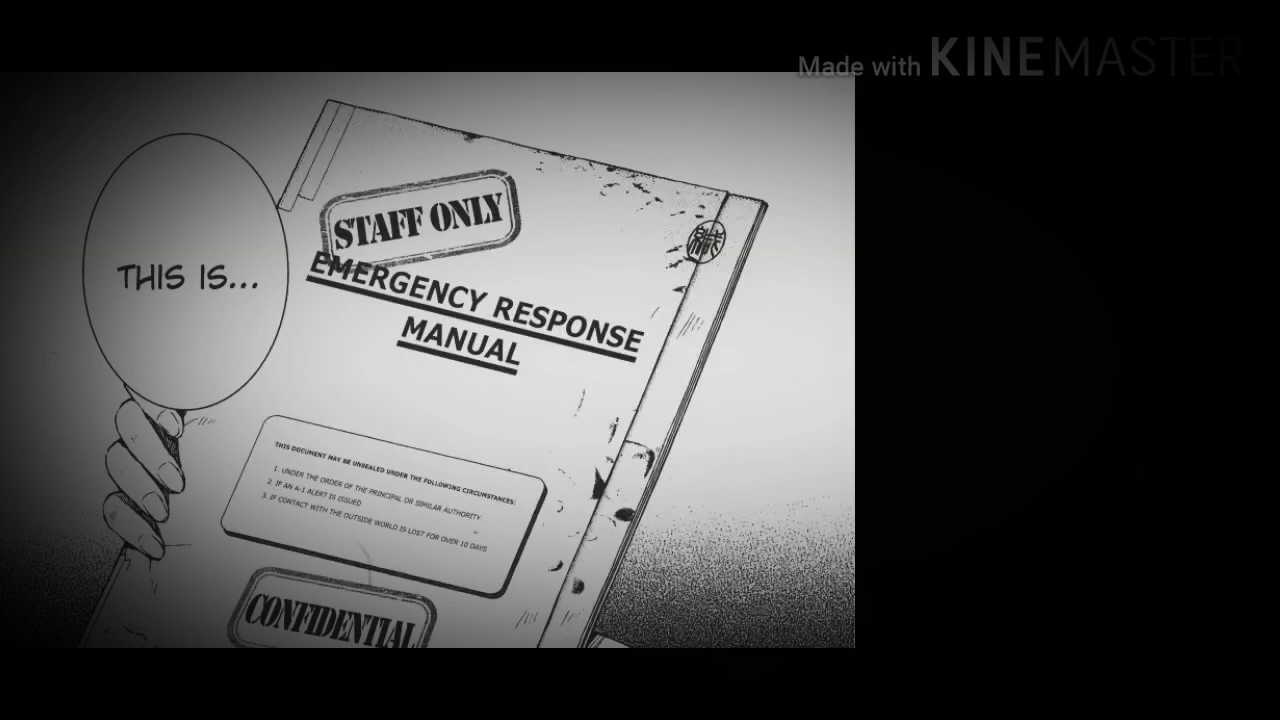 Made with KINEMASTER
THIS IS...
STAFF ONLY
EMERGENCY RESPONSE
MANUAL
THIS DOCUMENT MAY BE UNSEALED UNDER THE FOLLOWING CIRCUMSTANCES:
1. UNDER THE ORDER OF THE PRINCIPAL OR SIMILAR AUTHORITY
2. IF AN A-1 ALERT IS ISSUED
3. IF CONTACT WITH THE OUTSIDE WORLD IS LOST FOR OVER 10 DAYS
CONFIDENTIAL